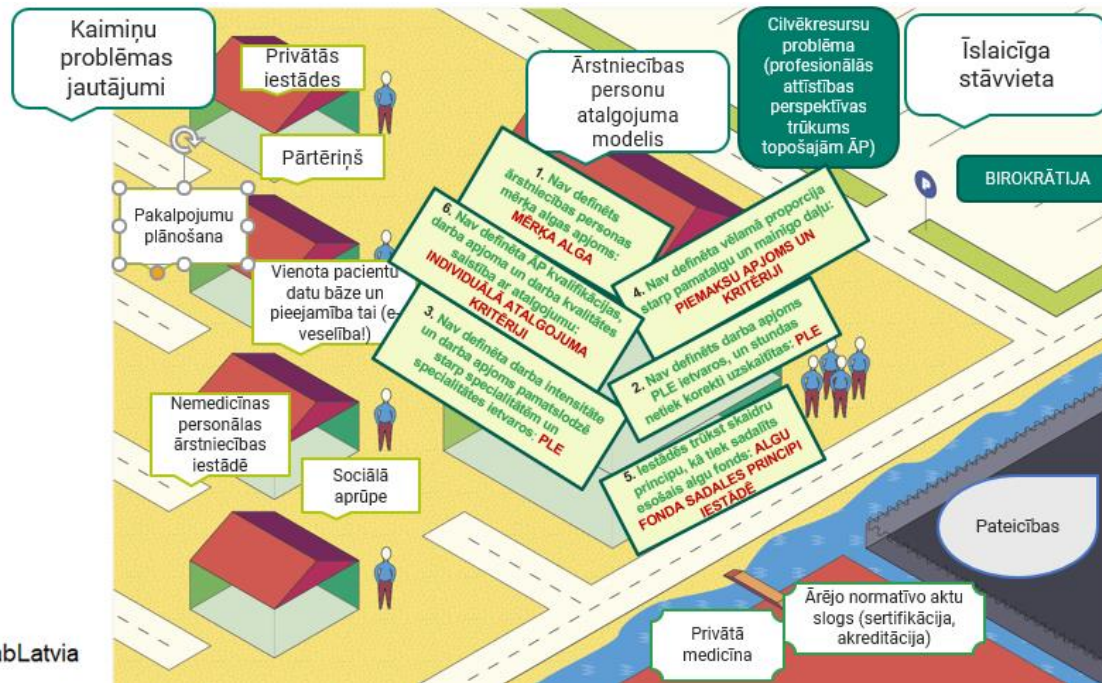 Kaimiņu
problēmas
jautājumi
Privātās
iestādes
Pārtēriņš
Pakalpojumu
plānošana
Vienota pacientu
datu bāze un
pieejamība tai (e-
veselība!)
Nemedicīnas
personālas
ārstniecības
iestādē
Sociālā
aprūpe
Ārstniecības
personu
atalgojuma
modelis
Cilvēkresursu
problēma
(profesionālās
attīstības
perspektīvas
trūkums
topošajām ĀP)
Īslaicīga
stāvvieta
BIROKRĀTIJA
1. Nav definēts
ārstniecības personas
mērķa algas apjoms:
MĒRĶA ALGA
6. Nav definēta ĀP kvalifikācijas,
darba apjoma un darba kvalitātes
saistība ar atalgojumu:
INDIVIDUĀLĀ ATALGOJUMA
KRITĒRIJI
3. Nav definēta darba intensitāte
un darba apjoms pamatslodzē
starp specialitātēm un
specialitātes ietvaros: PLE
4. Nav definēta vēlamā proporcija
starp pamatalgu un mainīgo daļu:
PIEMAKSU APJOMS UN
KRITĒRIJI
2. Nav definēts darba apjoms
PLE ietvaros, un stundas
netiek korekti uzskaitītas: PLE
5. Iestādēs trūkst skaidru
principu, kā tiek sadalīts
esošais algu fonds: ALGU
FONDA SADALES PRINCIPI
IESTĀDĒ
Pateicības
Privātā
medicīna
Ārējo normatīvo aktu
slogs (sertifikācija,
akreditācija)
abLatvia